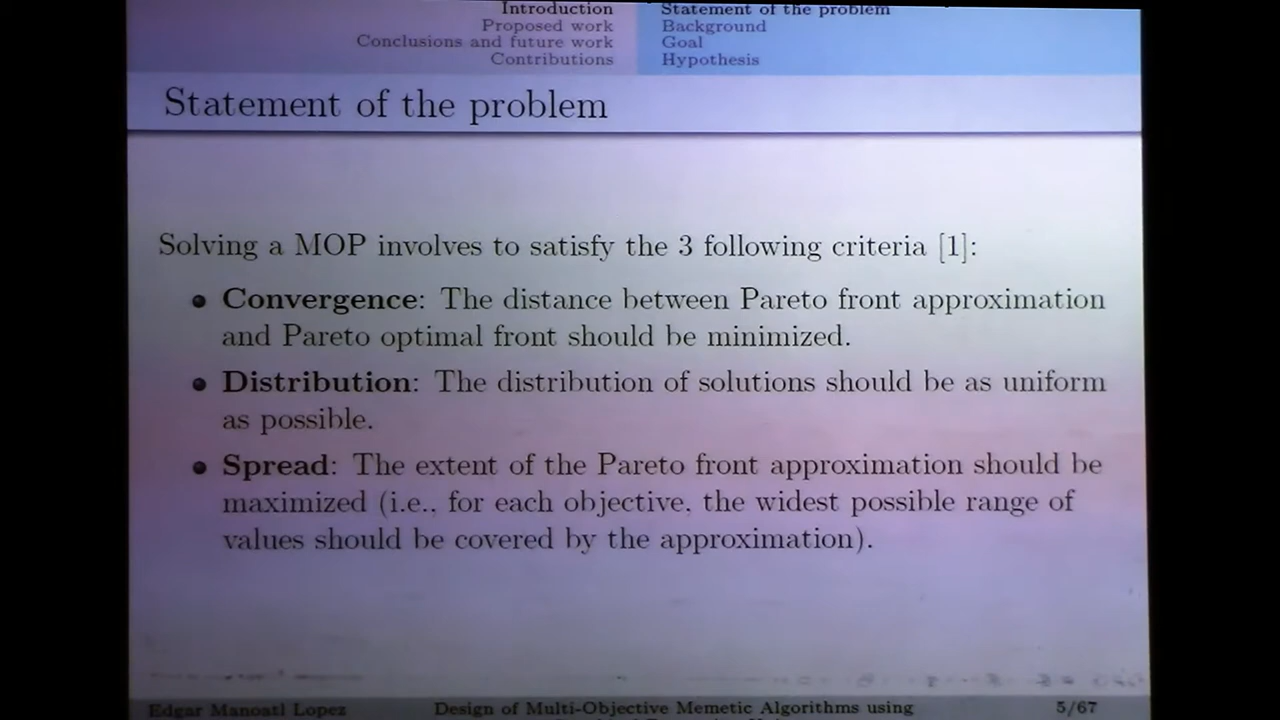 Introduction
Proposed work
Conclusions and future work
Contributions
Statement of the problem
Background
Goal
Hypothesis
Statement of the problem
Solving a MOP involves to satisfy the 3 following criteria [1]:
Convergence: The distance between Pareto front approximation
and Pareto optimal front should be minimized.
Distribution: The distribution of solutions should be as uniform
as possible.
Spread: The extent of the Pareto front approximation should be
maximized (i.e., for each objective, the widest possible range of
values should be covered by the approximation).
Edgar Manoatl Lopez
Design of Multi-Objective Memetic Algorithms using
5/67